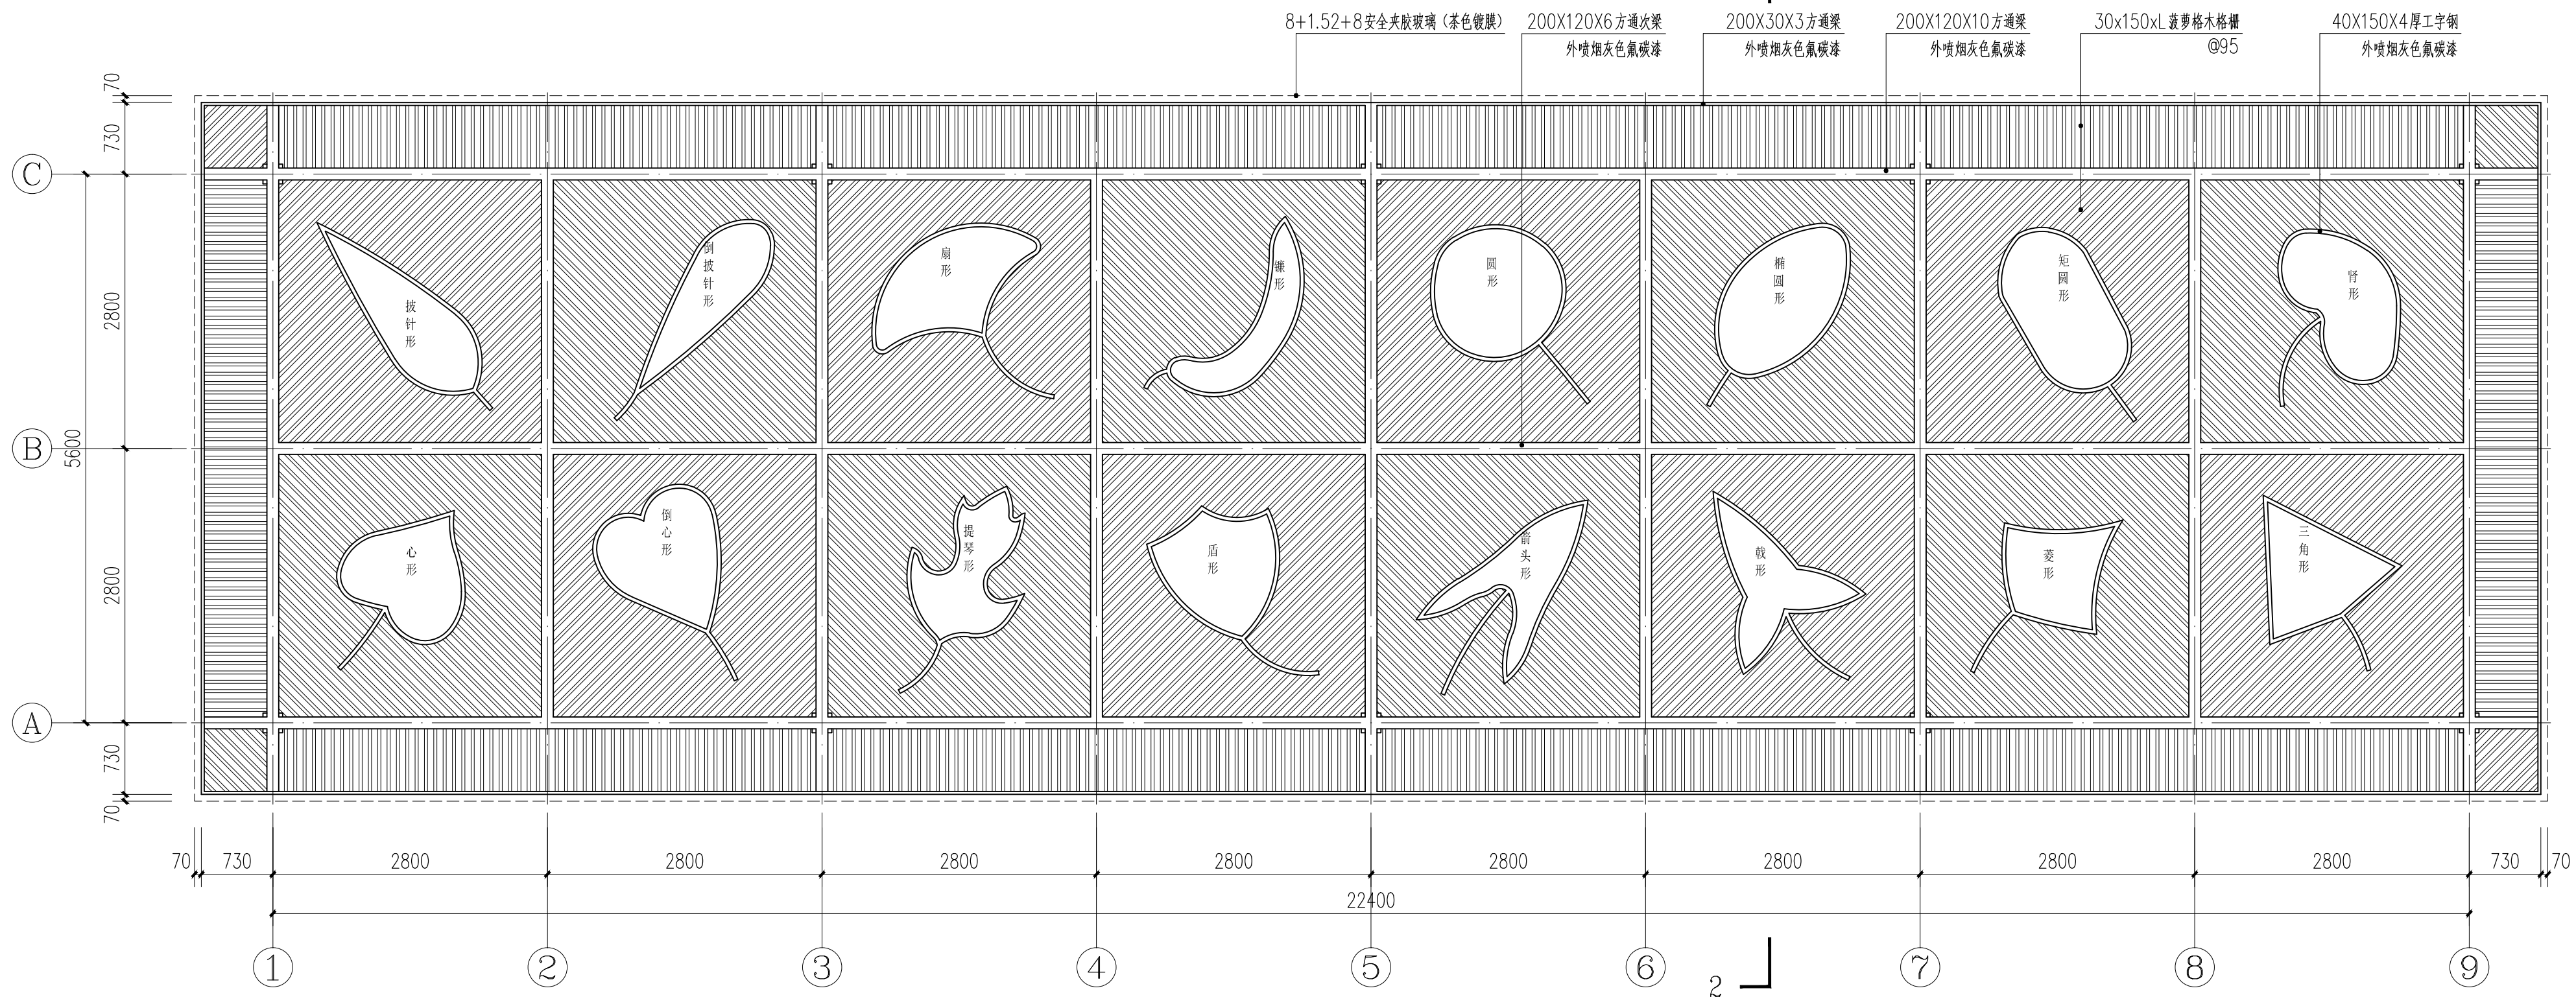 8+1.52+8安全夹胶玻璃(茶色镀膜)
200X120X6方通次梁
外喷烟灰色氟碳漆
200X30X3方通梁
外喷烟灰色氟碳漆
200X120X10方通梁
外喷烟灰色氟碳漆
30x150xL菠萝格木格栅
@95
40X150X4厚工字钢
外喷烟灰色氟碳漆
70
730
C
2800
B
5600
2800
A
730
70
披针形
倒披针形
扇形
镰形
圆形
椭圆形
矩圆形
肾形
心形
倒心形
提琴形
盾形
箭头形
戟形
菱形
三角形
70
730
2800
2800
2800
2800
2800
2800
2800
2800
730
70
22400
1
2
3
4
5
6
7
8
9
2